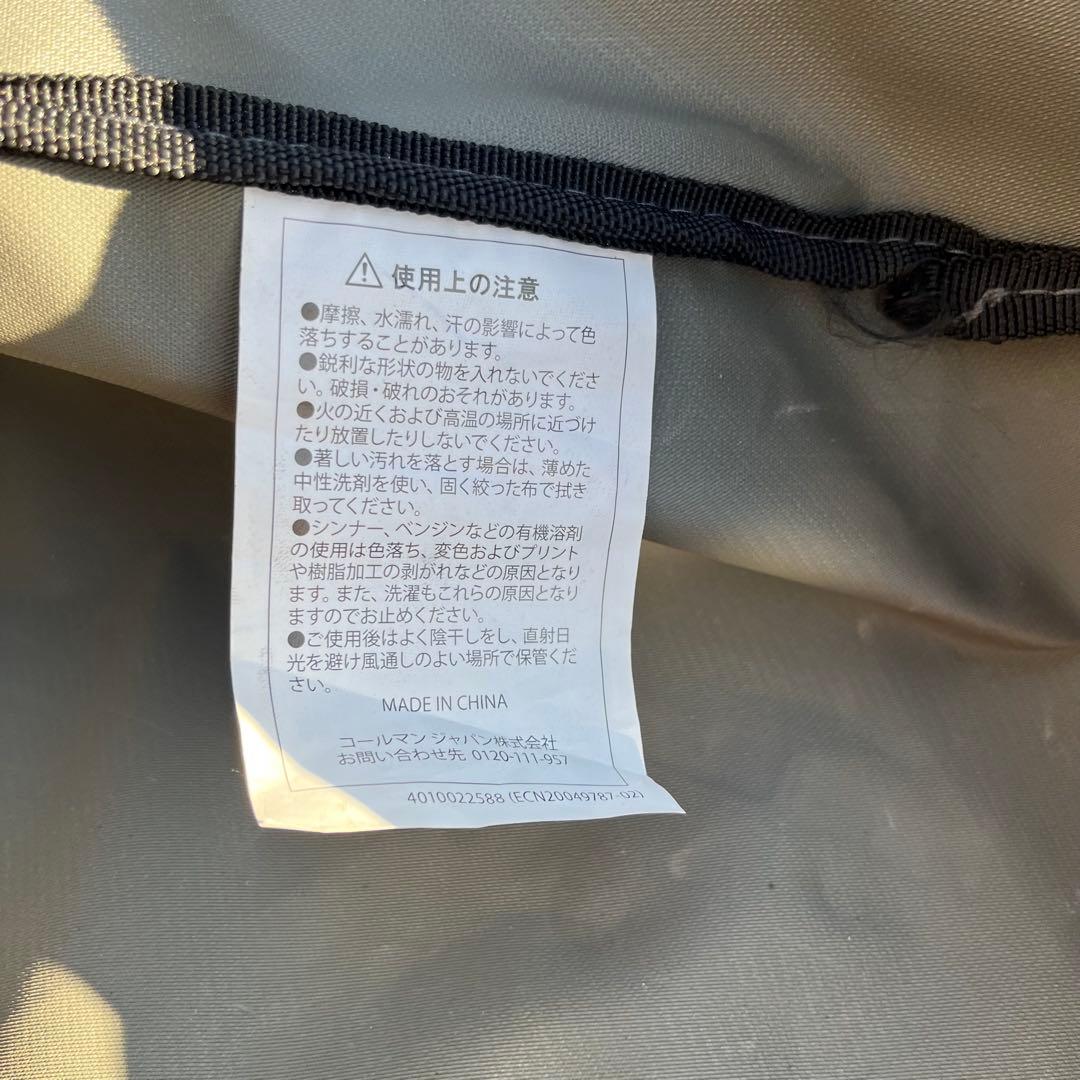 ⚠ 使用上の注意
●摩擦、水濡れ、汗の影響によって色
落ちすることがあります。
●鋭利な形状の物を入れないでくださ
い。破損・破れのおそれがあります。
●火の近くおよび高温の場所に近づけ
たり放置したりしないでください。
●著しい汚れを落とす場合は、薄めた
中性洗剤を使い、固く絞った布で拭き
取ってください。
●シンナー、ベンジンなどの有機溶剤
の使用は色落ち、変色およびプリント
や樹脂加工の剥がれなどの原因となり
ます。また、洗濯もこれらの原因となり
ますのでお止めください。
●ご使用後はよく陰干しをし、直射日
光を避け風通しのよい場所で保管くだ
さい。
MADE IN CHINA
コールマン ジャパン株式会社
お問い合わせ先 0120-111-957
4010022588 (ECN20049787-02)